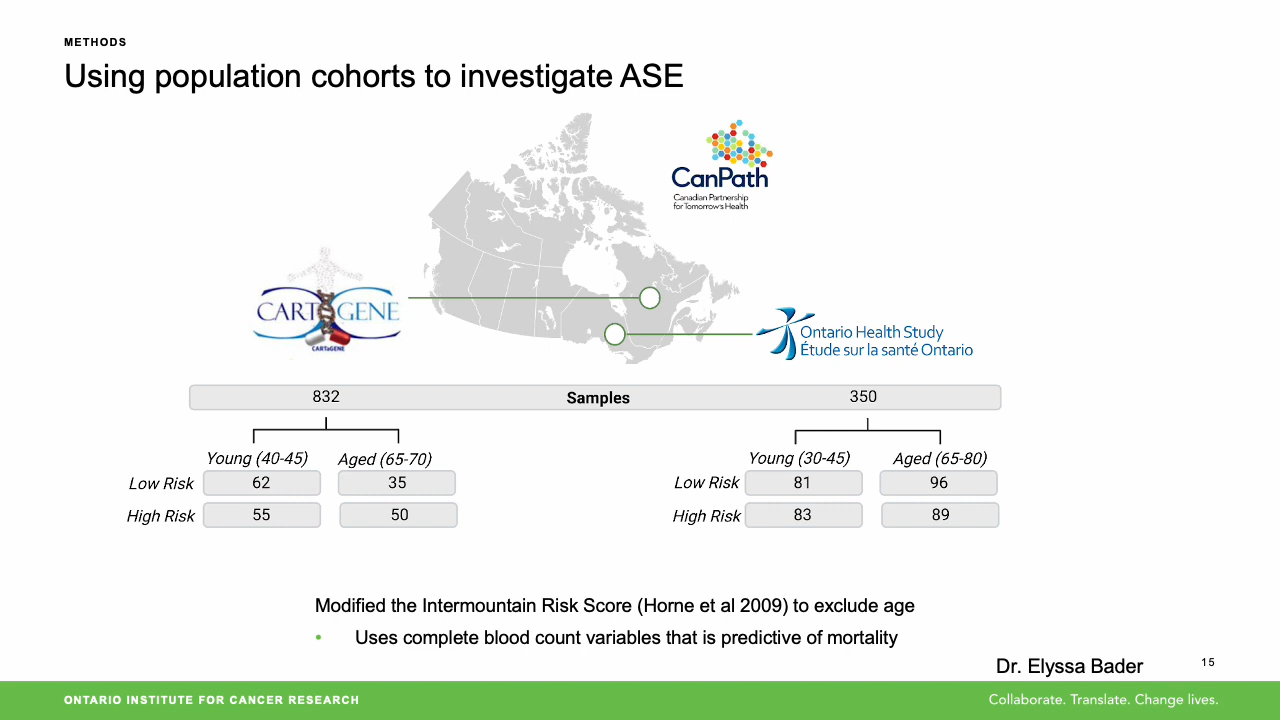 METHODS
Using population cohorts to investigate ASE
CanPath
Canadian Partnership
for Tomorrow's Health
CARTAGENE
CARTaGENE
Ontario Health Study
Étude sur la santé Ontario
832 Samples 350
Young (40-45) Aged (65-70)
Low Risk 62 35
High Risk 55 50
Young (30-45) Aged (65-80)
Low Risk 81 96
High Risk 83 89
Modified the Intermountain Risk Score (Horne et al 2009) to exclude age
• Uses complete blood count variables that is predictive of mortality
Dr. Elyssa Bader
15
ONTARIO INSTITUTE FOR CANCER RESEARCH
Collaborate. Translate. Change lives.